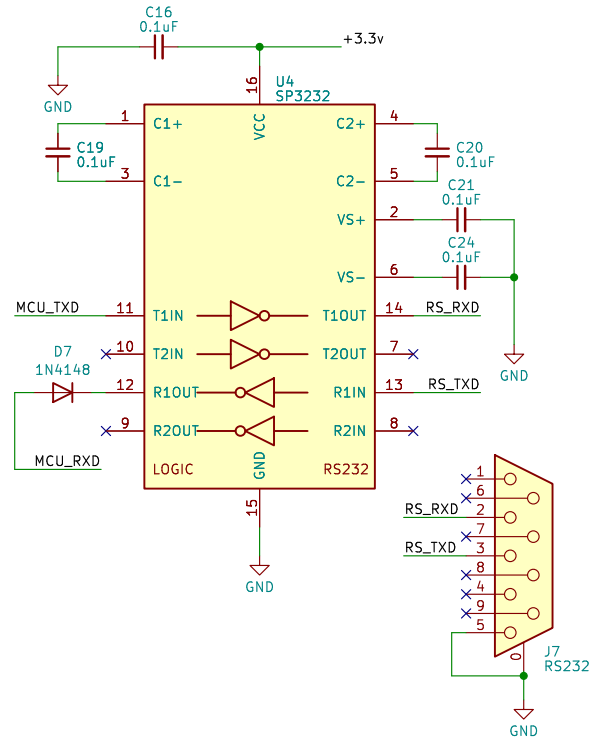 C16
0.1uF
+3.3v
GND
16
U4
SP3232
VCC
1
C1+
C2+
4
C19
0.1uF
C20
0.1uF
3
C1-
C2-
5
C21
0.1uF
VS+
2
C24
0.1uF
VS-
6
MCU_TXD
11
T1IN
T1OUT
14
RS_RXD
10
T2IN
T2OUT
7
GND
D7
1N4148
12
R1OUT
R1IN
13
RS_TXD
9
R2OUT
R2IN
8
MCU_RXD
LOGIC
GND
RS232
15
GND
1
6
RS_RXD
2
7
RS_TXD
3
8
4
9
5
0
J7
RS232
GND